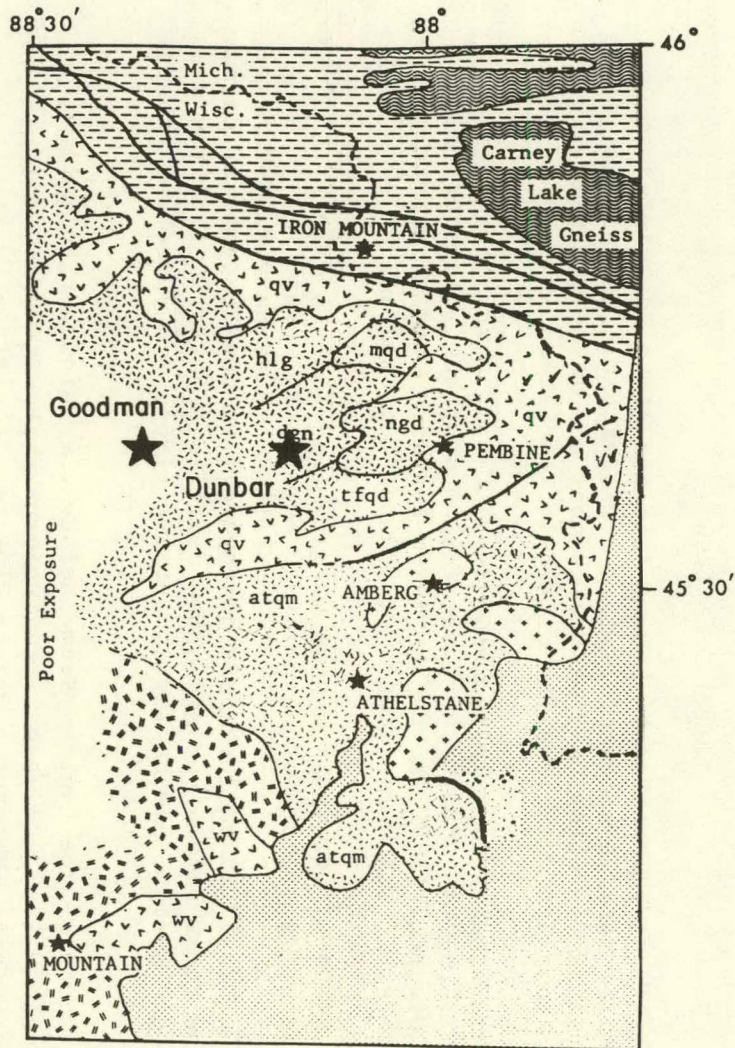 88°30'
88°
46°
Mich.
Wisc.
Carney
Lake
Gneiss
IRON MOUNTAIN
qv
hlg
mqd
Goodman
dgn
ngd
qv
PEMBINE
Dunbar
tfqd
qv
Poor Exposure
atqm
AMBERG
45°30'
ATHELSTANE
wv
atqm
wv
MOUNTAIN